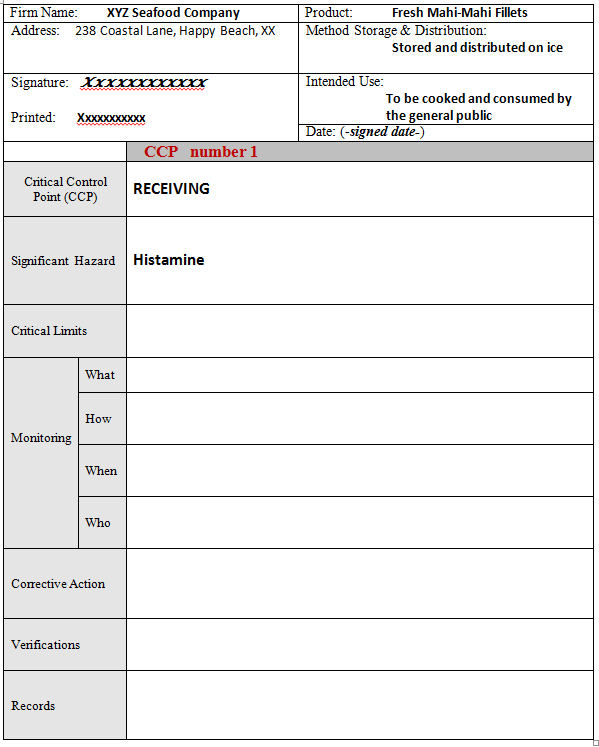 Firm Name: XYZ Seafood Company
Product: Fresh Mahi-Mahi Fillets
Address: 238 Coastal Lane, Happy Beach, XX
Method Storage & Distribution:
Stored and distributed on ice
Signature: Xxxxxxxxxxxx
Printed: Xxxxxxxxxx
Intended Use:
To be cooked and consumed by
the general public
Date: (-signed date-)
CCP number 1
Critical Control
Point (CCP)
RECEIVING
Significant Hazard
Histamine
Critical Limits
Monitoring
What
How
When
Who
Corrective Action
Verifications
Records